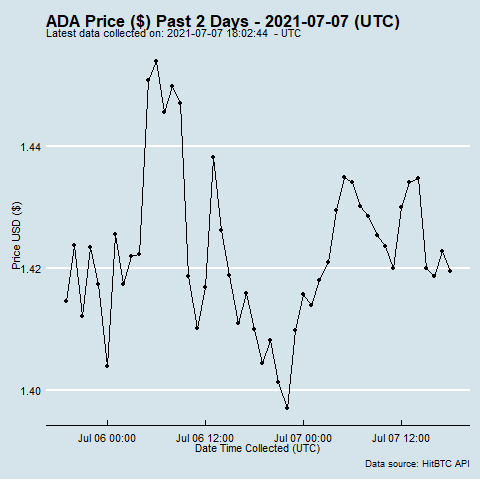 ADA Price ($) Past 2 Days - 2021-07-07 (UTC)
Latest data collected on: 2021-07-07 18:02:44 - UTC
Price USD ($)
1.44
1.42
1.40
Jul 06 00:00 Jul 06 12:00 Jul 07 00:00 Jul 07 12:00
Date Time Collected (UTC)
Data source: HitBTC API